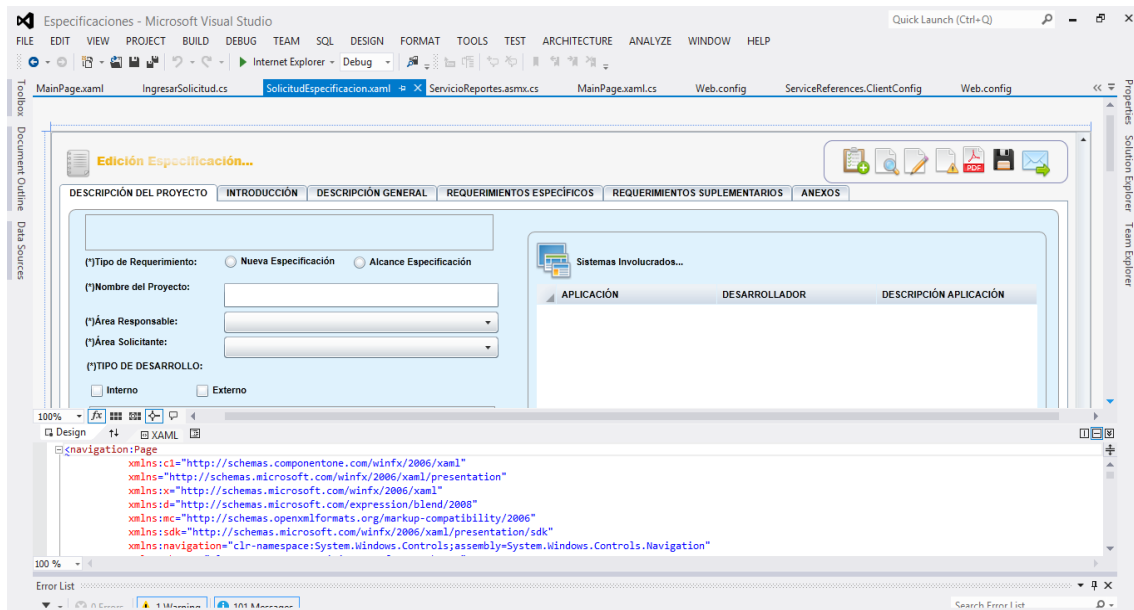 Especificaciones - Microsoft Visual Studio
Quick Launch (Ctrl+Q)
FILE EDIT VIEW PROJECT BUILD DEBUG TEAM SQL DESIGN FORMAT TOOLS TEST ARCHITECTURE ANALYZE WINDOW HELP
Internet Explorer Debug
Toolbox
Document Outline
Data Sources
MainPage.xaml IngresarSolicitud.cs SolicitudEspecificacion.xaml ServicioReportes.asmx.cs MainPage.xaml.cs Web.config ServiceReferences.ClientConfig Web.config
Properties
Solution Explorer
Team Explorer
Edición Especificación...
PDF
DESCRIPCIÓN DEL PROYECTO INTRODUCCIÓN DESCRIPCIÓN GENERAL REQUERIMIENTOS ESPECÍFICOS REQUERIMIENTOS SUPLEMENTARIOS ANEXOS
(*)Tipo de Requerimiento: Nueva Especificación Alcance Especificación
(*)Nombre del Proyecto:
(*)Área Responsable:
(*)Área Solicitante:
(*)TIPO DE DESARROLLO:
Interno Externo
Sistemas Involucrados...
APLICACIÓN DESARROLLADOR DESCRIPCIÓN APLICACIÓN
100% fx
Design XAML
<navigation:Page
xmlns:c1="http://schemas.componentone.com/winfx/2006/xaml"
xmlns="http://schemas.microsoft.com/winfx/2006/xaml/presentation"
xmlns:x="http://schemas.microsoft.com/winfx/2006/xaml"
xmlns:d="http://schemas.microsoft.com/expression/blend/2008"
xmlns:mc="http://schemas.openxmlformats.org/markup-compatibility/2006"
xmlns:sdk="http://schemas.microsoft.com/winfx/2006/xaml/presentation/sdk"
xmlns:navigation="clr-namespace:System.Windows.Controls;assembly=System.Windows.Controls.Navigation"
100 %
Error List
0 Errors 1 Warning 101 Messages Search Error List